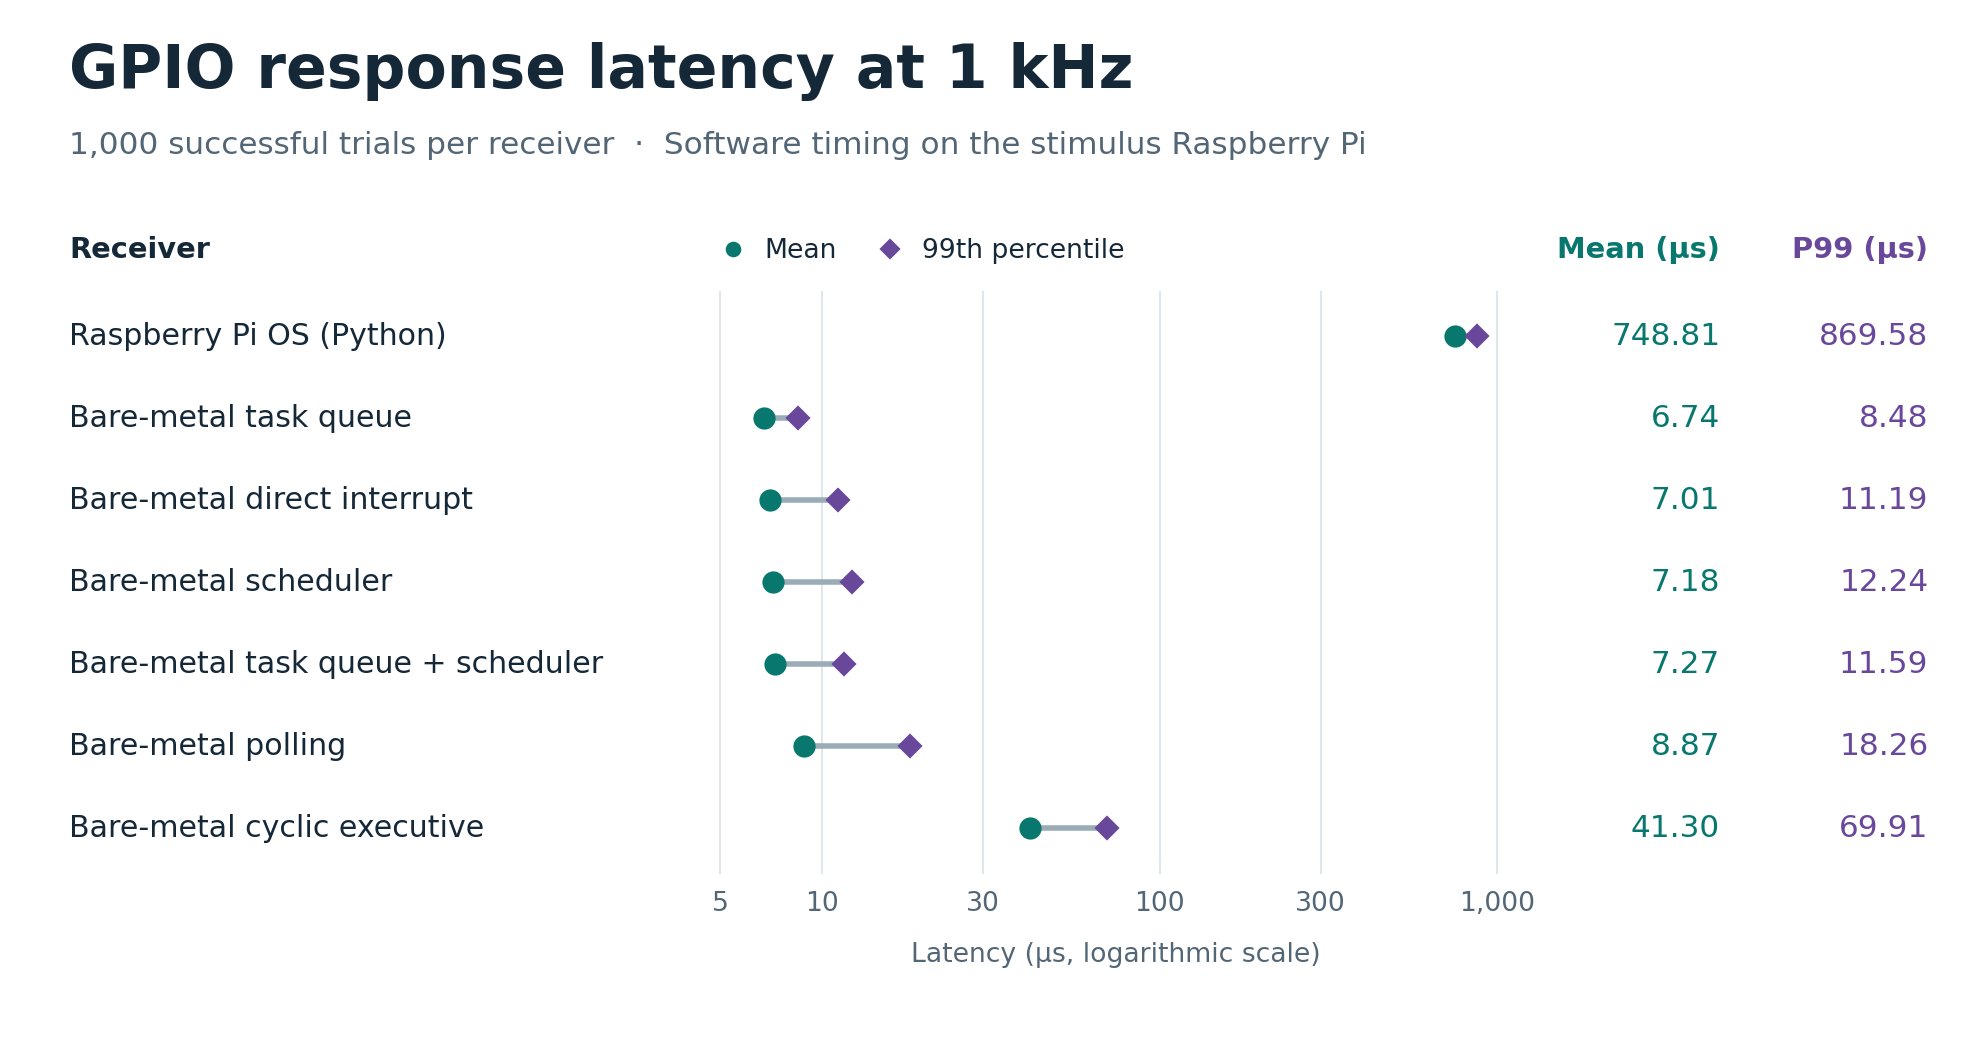 GPIO response latency at 1 kHz
1,000 successful trials per receiver · Software timing on the stimulus Raspberry Pi
Receiver Mean 99th percentile Mean (µs) P99 (µs)
Raspberry Pi OS (Python) 748.81 869.58
Bare-metal task queue 6.74 8.48
Bare-metal direct interrupt 7.01 11.19
Bare-metal scheduler 7.18 12.24
Bare-metal task queue + scheduler 7.27 11.59
Bare-metal polling 8.87 18.26
Bare-metal cyclic executive 41.30 69.91
5 10 30 100 300 1,000
Latency (µs, logarithmic scale)